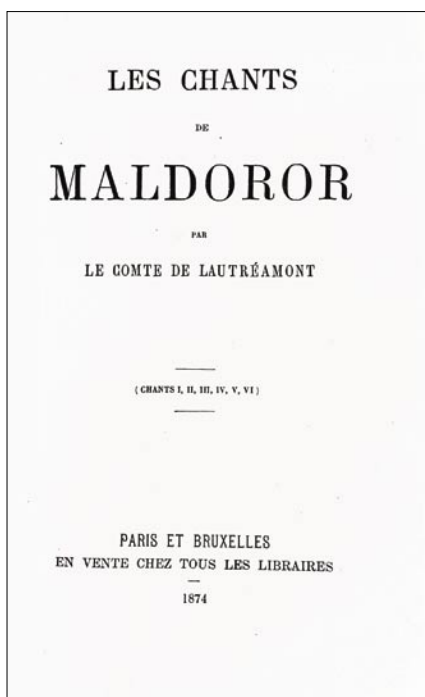 LES CHANTS
DE
MALDOROR
PAR
LE COMTE DE LAUTRÉAMONT
( CHANTS I, II, III, IV, V, VI )
PARIS ET BRUXELLES
EN VENTE CHEZ TOUS LES LIBRAIRES
1874